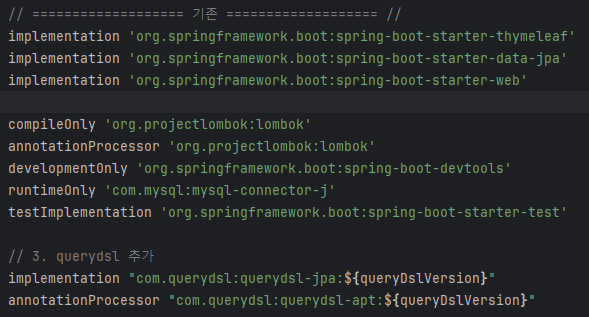 // =================== 기존 =================== //
implementation 'org.springframework.boot:spring-boot-starter-thymeleaf'
implementation 'org.springframework.boot:spring-boot-starter-data-jpa'
implementation 'org.springframework.boot:spring-boot-starter-web'
compileOnly 'org.projectlombok:lombok'
annotationProcessor 'org.projectlombok:lombok'
developmentOnly 'org.springframework.boot:spring-boot-devtools'
runtimeOnly 'com.mysql:mysql-connector-j'
testImplementation 'org.springframework.boot:spring-boot-starter-test'
// 3. querydsl 추가
implementation "com.querydsl:querydsl-jpa:${queryDslVersion}"
annotationProcessor "com.querydsl:querydsl-apt:${queryDslVersion}"